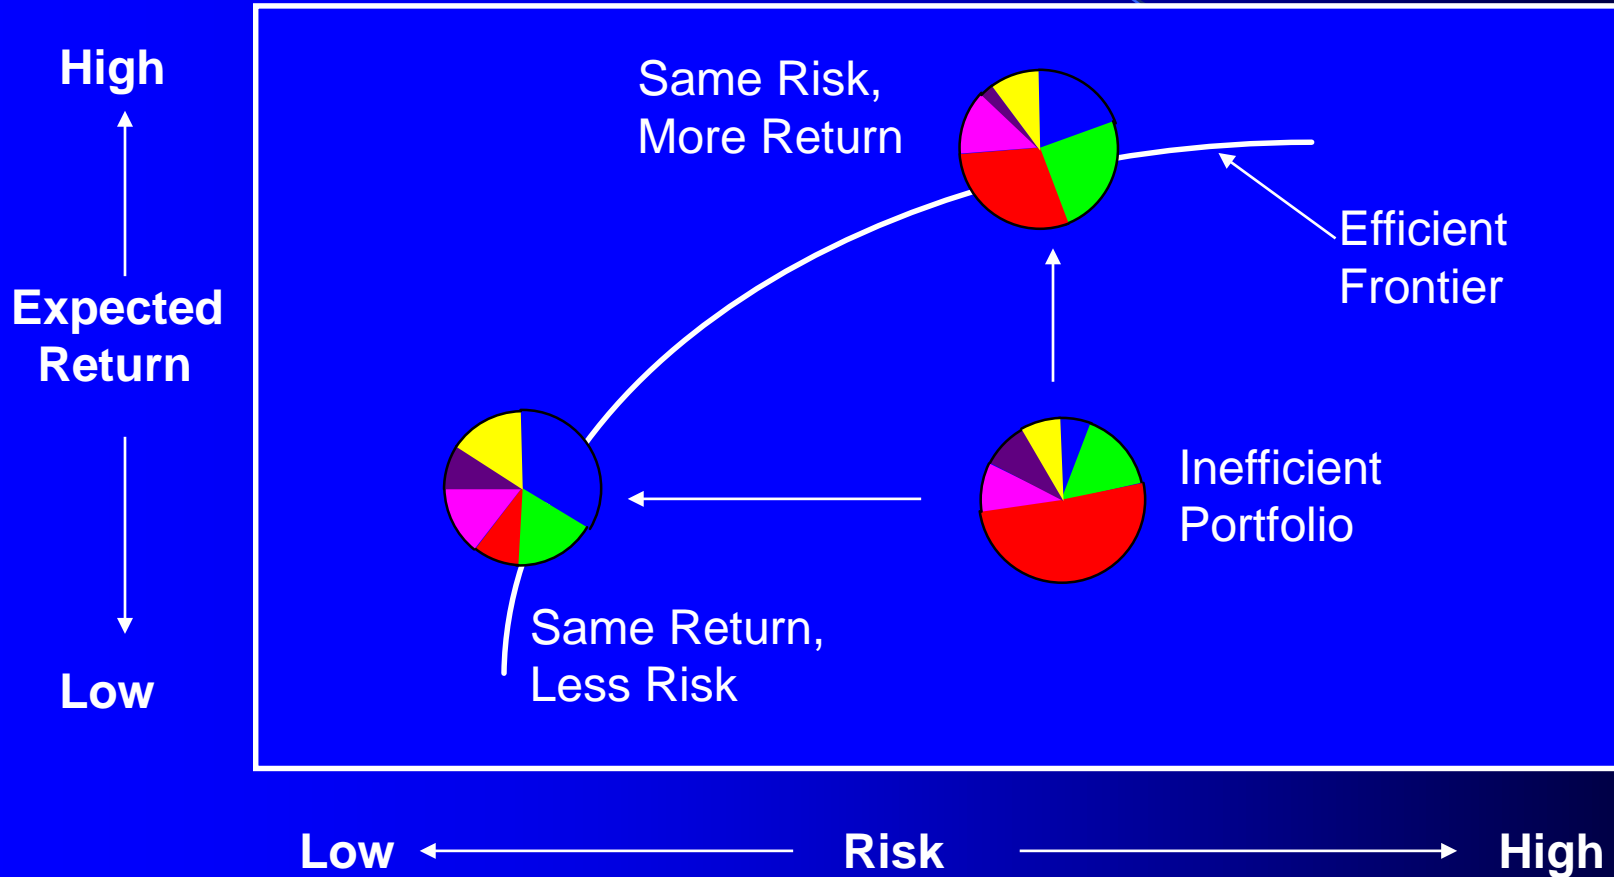 High
Expected
Return
Low
Same Risk,
More Return
Efficient
Frontier
Inefficient
Portfolio
Same Return,
Less Risk
Low
Risk
High